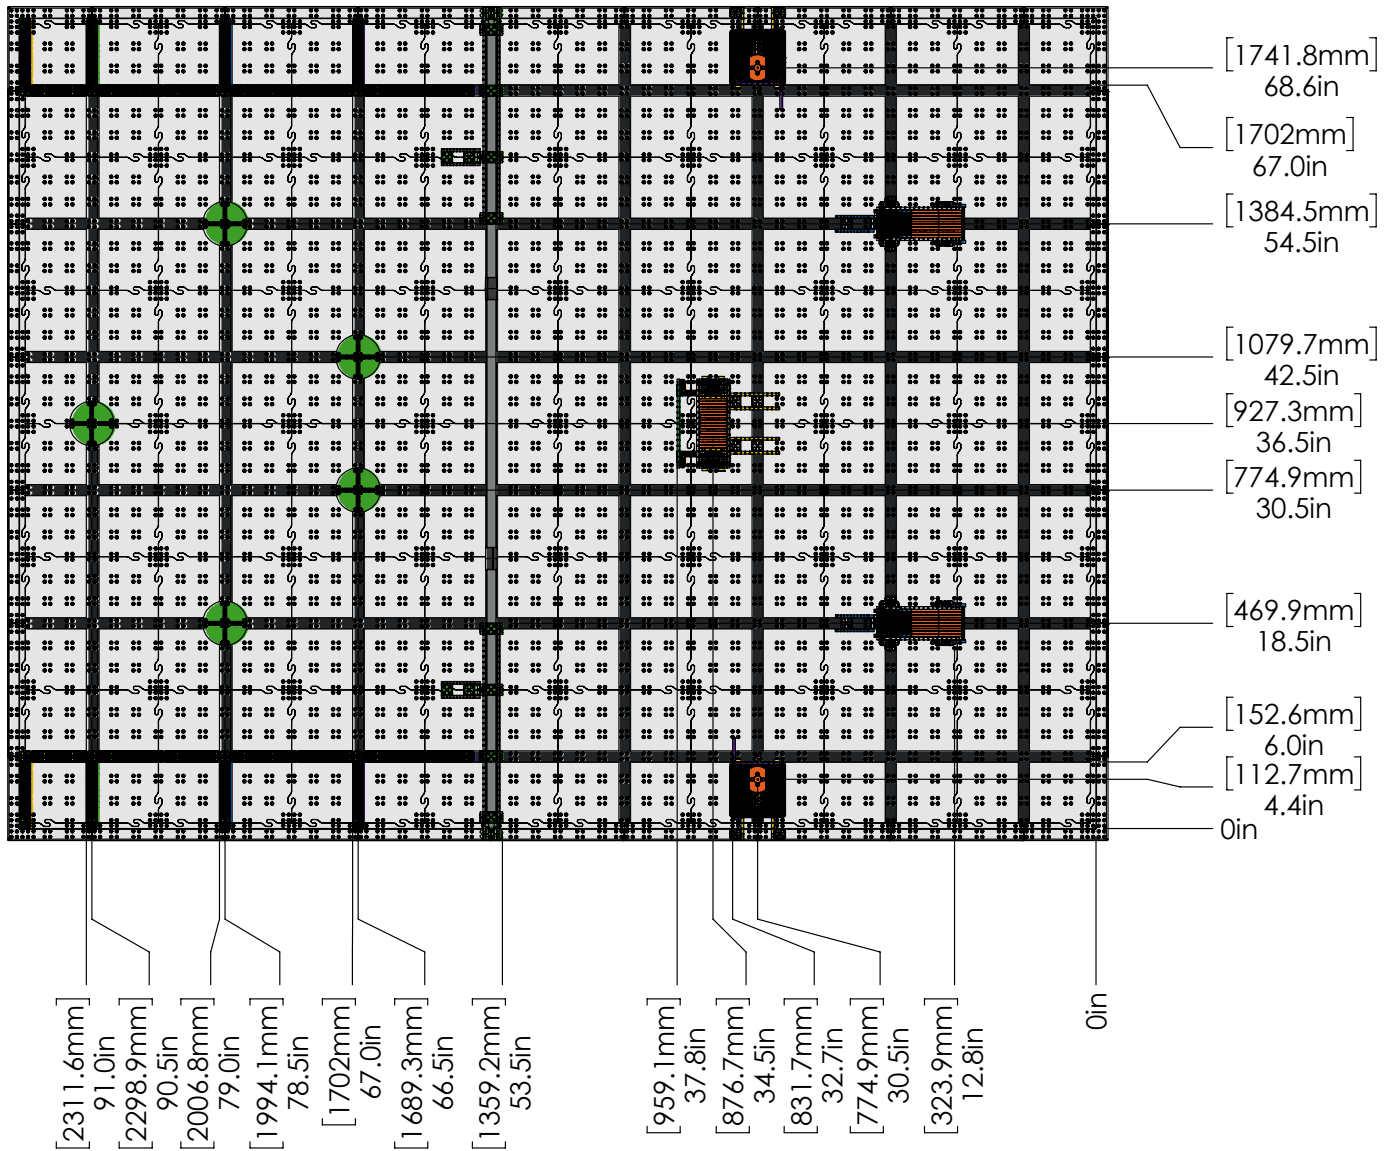 [1741.8mm]
68.6in
[1702mm]
67.0in
[1384.5mm]
54.5in
[1079.7mm]
42.5in
[927.3mm]
36.5in
[774.9mm]
30.5in
[469.9mm]
18.5in
[152.6mm]
6.0in
[112.7mm]
4.4in
0in
[2311.6mm]
91.0in
[2298.9mm]
90.5in
[2006.8mm]
79.0in
[1994.1mm]
78.5in
[1702mm]
67.0in
[1689.3mm]
66.5in
[1359.2mm]
53.5in
[959.1mm]
37.8in
[876.7mm]
34.5in
[831.7mm]
32.7in
[774.9mm]
30.5in
[323.9mm]
12.8in
0in